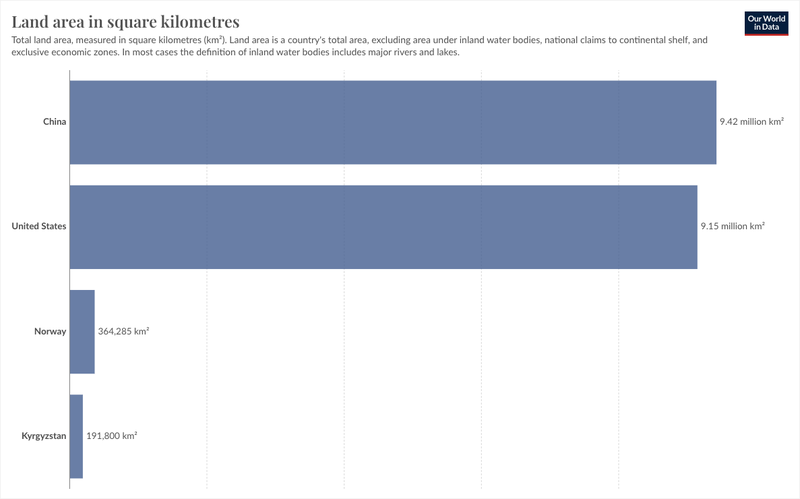 Land area in square kilometres
Our World
in Data
Total land area, measured in square kilometres (km²). Land area is a country's total area, excluding area under inland water bodies, national claims to continental shelf, and
exclusive economic zones. In most cases the definition of inland water bodies includes major rivers and lakes.
China
9.42 million km²
United States
9.15 million km²
Norway
364,285 km²
Kyrgyzstan
191,800 km²